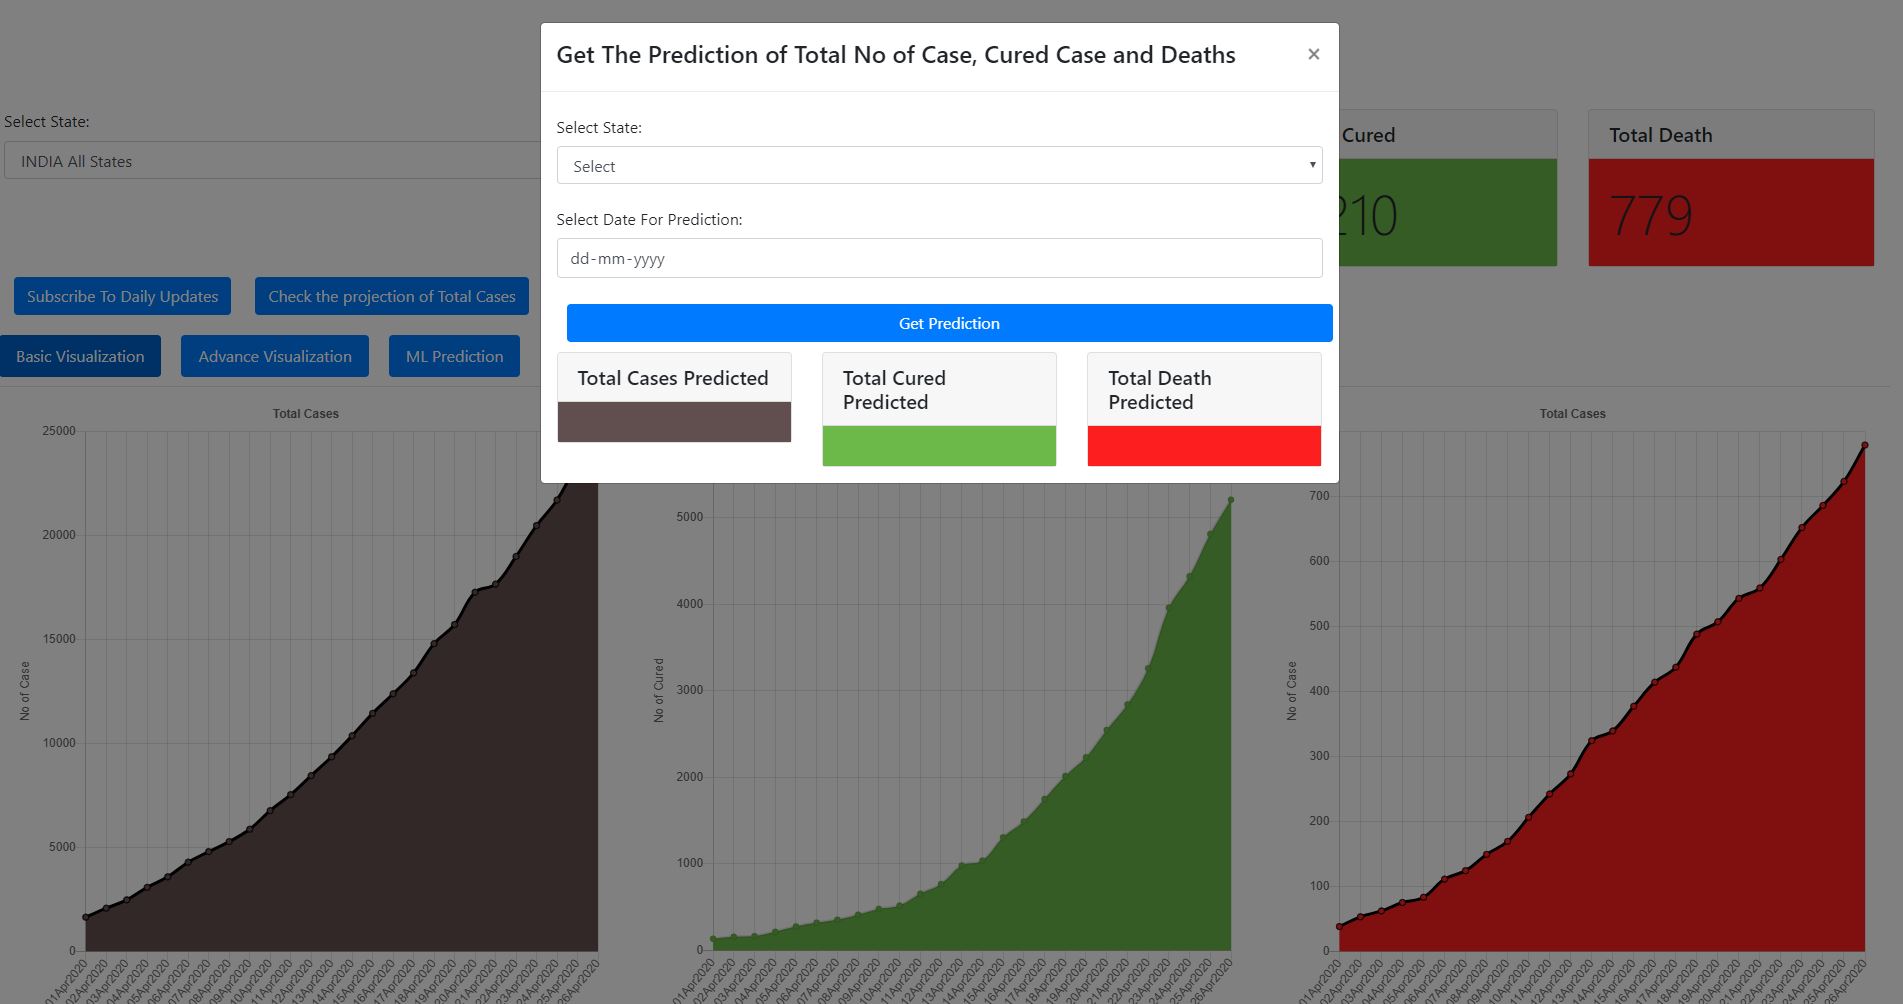 Get The Prediction of Total No of Case, Cured Case and Deaths
×
Select State:
Select
Select Date For Prediction:
dd-mm-yyyy
Get Prediction
Total Cases Predicted
Total Cured
Predicted
Total Death
Predicted
Select State:
INDIA All States
Cured
210
Total Death
779
Subscribe To Daily Updates
Check the projection of Total Cases
Basic Visualization
Advance Visualization
ML Prediction
Total Cases
No of Case
25000
20000
15000
10000
5000
0
01Apr2020
02Apr2020
03Apr2020
04Apr2020
05Apr2020
06Apr2020
07Apr2020
08Apr2020
09Apr2020
10Apr2020
11Apr2020
12Apr2020
13Apr2020
14Apr2020
15Apr2020
16Apr2020
17Apr2020
18Apr2020
19Apr2020
20Apr2020
21Apr2020
22Apr2020
23Apr2020
24Apr2020
25Apr2020
26Apr2020
No of Cured
5000
4000
3000
2000
1000
0
01Apr2020
02Apr2020
03Apr2020
04Apr2020
05Apr2020
06Apr2020
07Apr2020
08Apr2020
09Apr2020
10Apr2020
11Apr2020
12Apr2020
13Apr2020
14Apr2020
15Apr2020
16Apr2020
17Apr2020
18Apr2020
19Apr2020
20Apr2020
21Apr2020
22Apr2020
23Apr2020
24Apr2020
25Apr2020
26Apr2020
Total Cases
No of Case
700
600
500
400
300
200
100
0
01Apr2020
02Apr2020
03Apr2020
04Apr2020
05Apr2020
06Apr2020
07Apr2020
08Apr2020
09Apr2020
10Apr2020
11Apr2020
12Apr2020
13Apr2020
14Apr2020
15Apr2020
16Apr2020
17Apr2020
18Apr2020
19Apr2020
20Apr2020
21Apr2020
22Apr2020
23Apr2020
24Apr2020
25Apr2020
26Apr2020